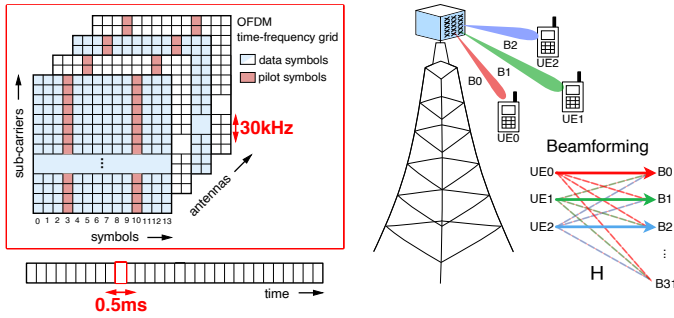 OFDM
time-frequency grid
data symbols
pilot symbols
sub-carriers
30kHz
...
antennas
0 1 2 3 4 5 6 7 8 9 10 11 12 13
symbols
time
0.5ms
B2
B1
B0
UE2
UE1
UE0
Beamforming
UE0 B0
UE1 B1
UE2 B2
...
H
B31